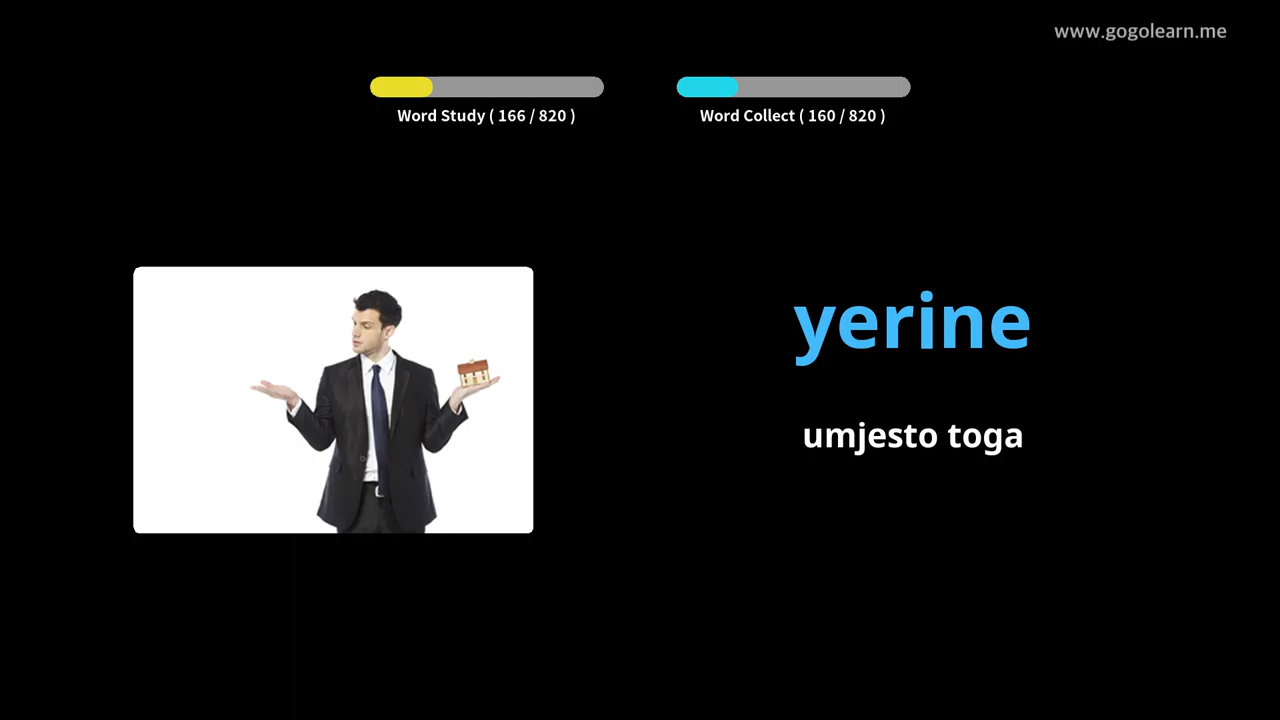 www.gogolearn.me
Word Study ( 166 / 820 )
Word Collect ( 160 / 820 )
yerine
umjesto toga